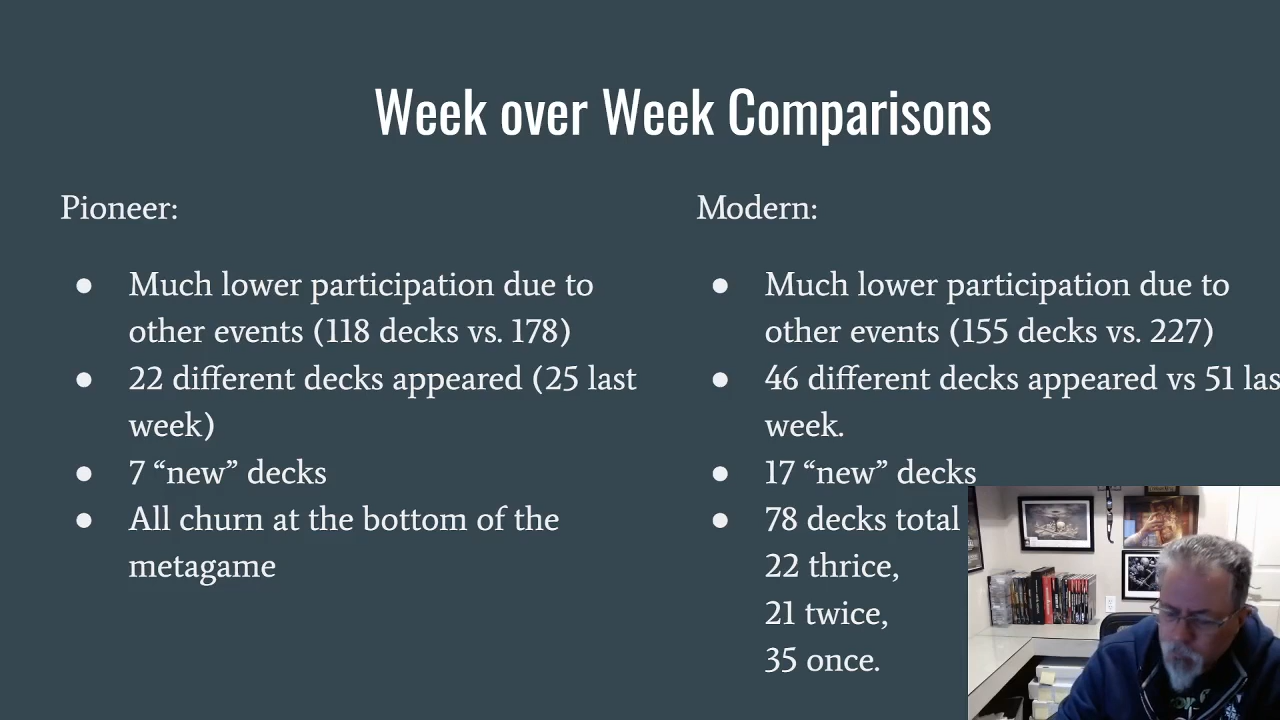 Week over Week Comparisons
Pioneer:
● Much lower participation due to
other events (118 decks vs. 178)
● 22 different decks appeared (25 last
week)
● 7 “new” decks
● All churn at the bottom of the
metagame
Modern:
● Much lower participation due to
other events (155 decks vs. 227)
● 46 different decks appeared vs 51 las
week.
● 17 “new” decks
● 78 decks total
22 thrice,
21 twice,
35 once.